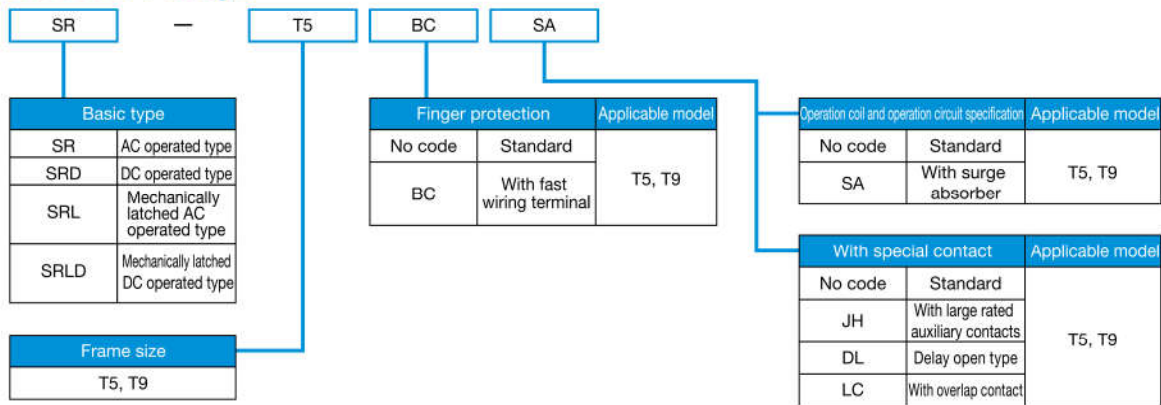 SR — T5 BC SA
Basic type
SR AC operated type
SRD DC operated type
SRL Mechanically
latched AC
operated type
SRLD Mechanically latched
DC operated type
Frame size
T5, T9
Finger protection Applicable model
No code Standard
BC With fast
wiring terminal
T5, T9
Operation coil and operation circuit specification Applicable model
No code Standard
SA With surge
absorber
T5, T9
With special contact Applicable model
No code Standard
JH With large rated
auxiliary contacts
DL Delay open type
LC With overlap contact
T5, T9